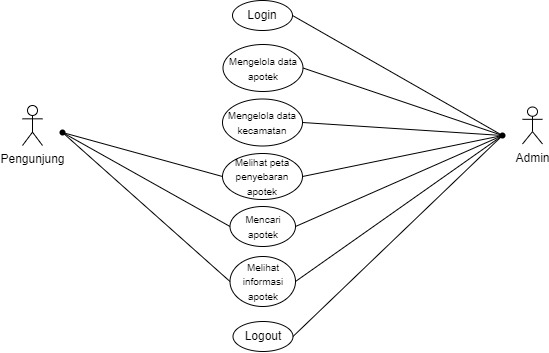 Login
Mengelola data
apotek
Mengelola data
kecamatan
Pengunjung
Admin
Melihat peta
penyebaran
apotek
Mencari
apotek
Melihat
informasi
apotek
Logout